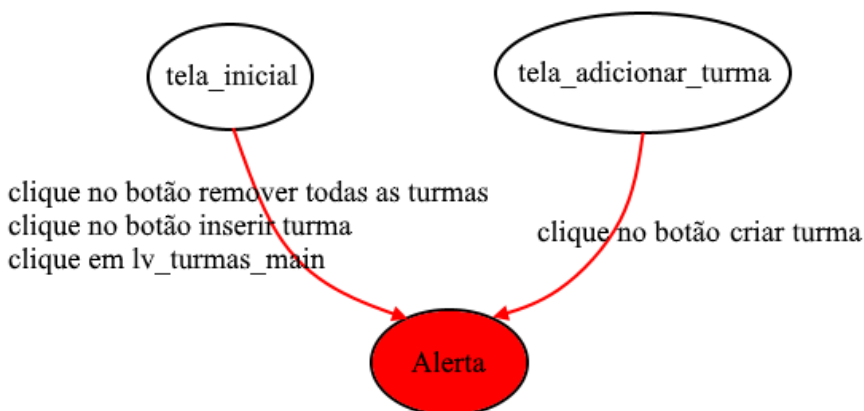 tela_inicial
tela_adicionar_turma
clique no botão remover todas as turmas
clique no botão inserir turma
clique em lv_turmas_main
clique no botão criar turma
Alerta